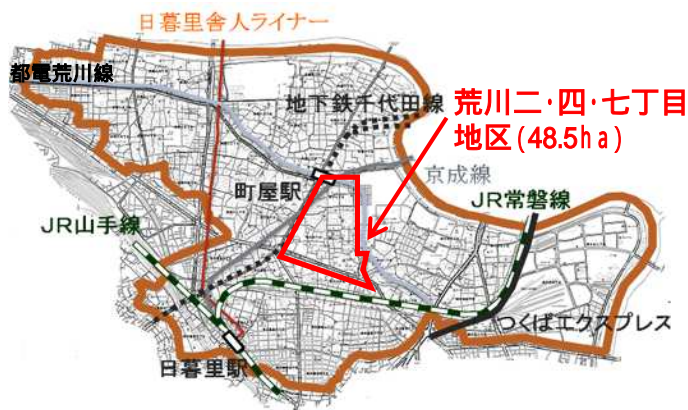 日暮里舎人ライナー
都電荒川線
地下鉄千代田線
荒川二・四・七丁目
地区(48.5ha)
町屋駅
京成線
JR山手線
JR常磐線
つくばエクスプレス
日暮里駅